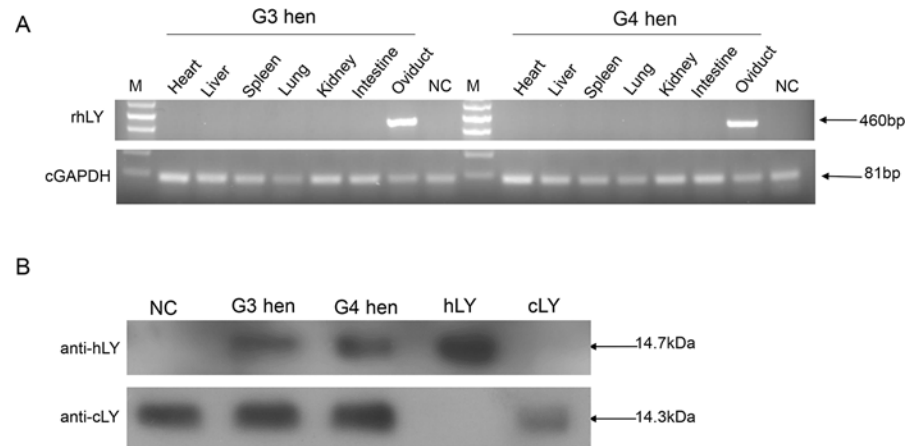 A
G3 hen G4 hen
M Heart Liver Spleen Lung Kidney Intestine Oviduct NC M Heart Liver Spleen Lung Kidney Intestine Oviduct NC
rhLY 460bp
cGAPDH 81bp
B
NC G3 hen G4 hen hLY cLY
anti-hLY 14.7kDa
anti-cLY 14.3kDa